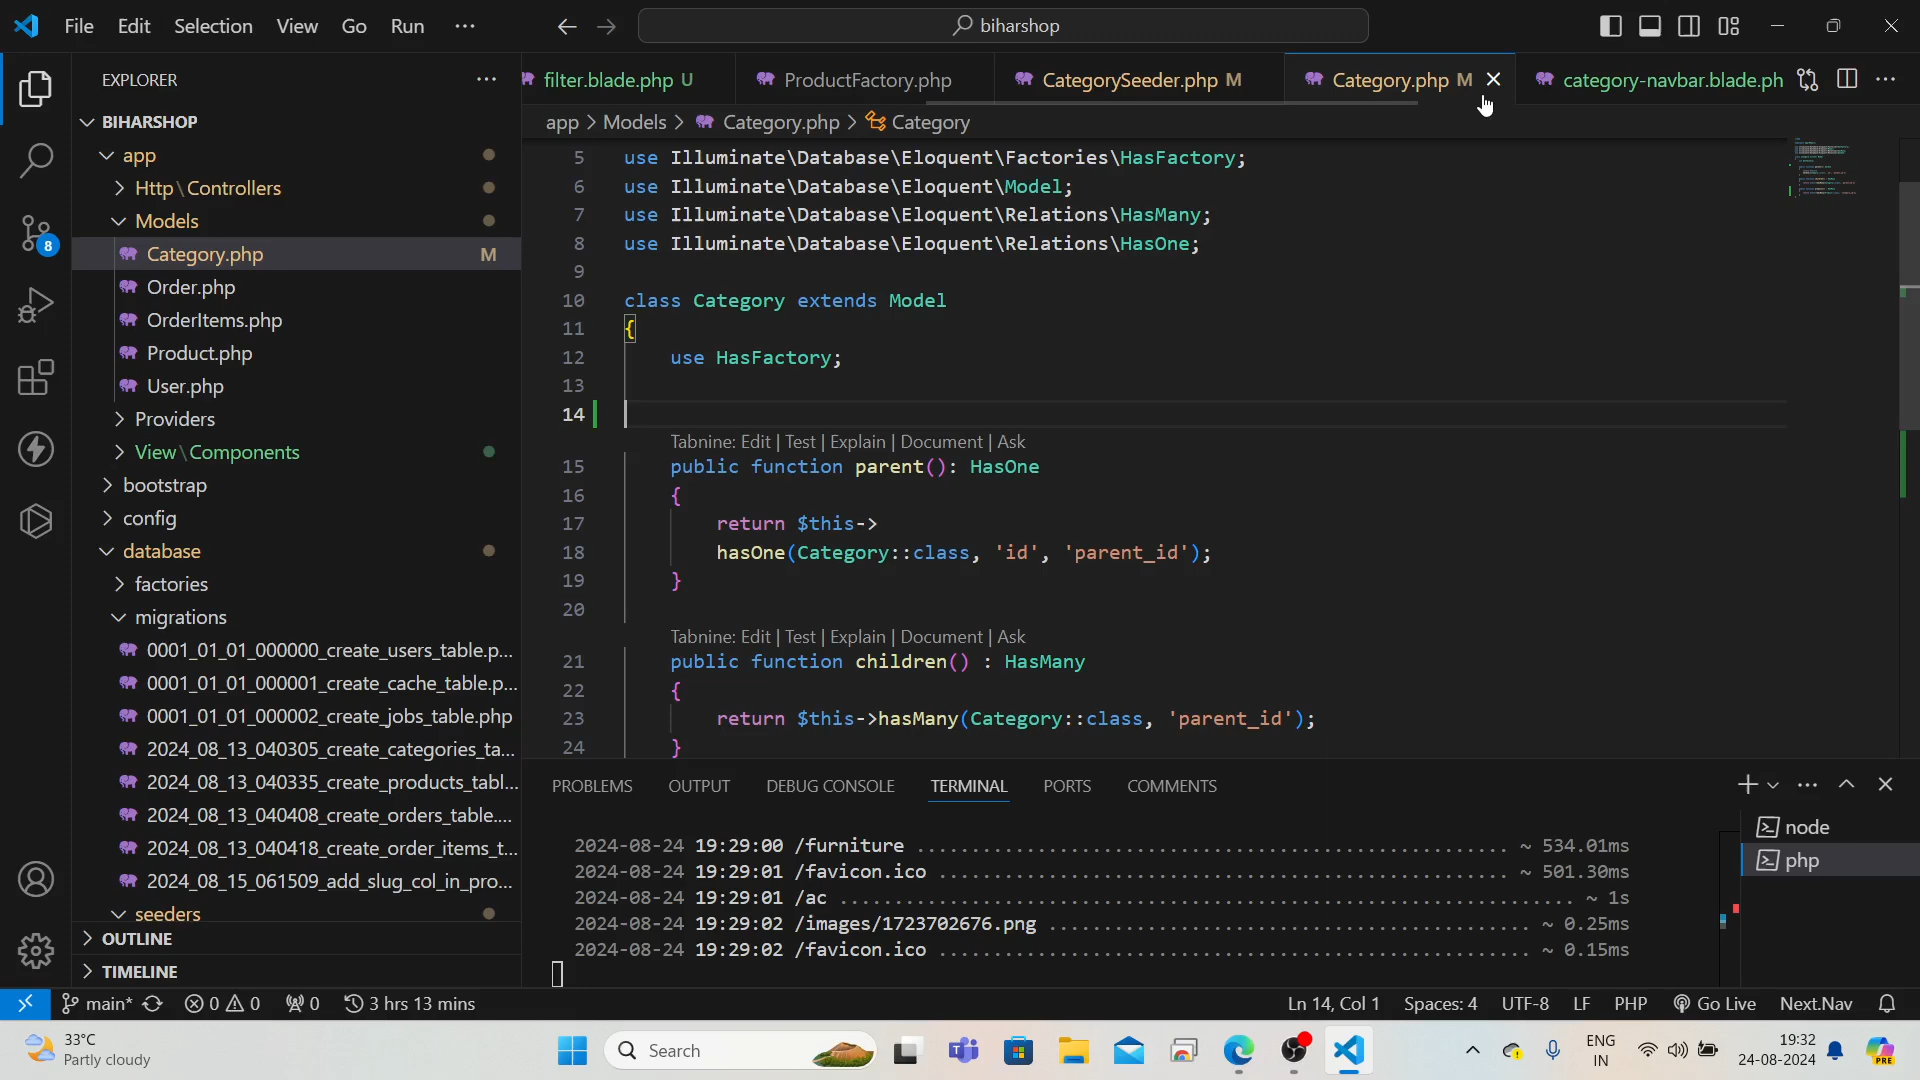 File Edit Selection View Go Run ...
biharshop
EXPLORER
filter.blade.php U
ProductFactory.php
CategorySeeder.php M
Category.php M
category-navbar.blade.ph
app > Models > Category.php > Category
BIHARSHOP
app
Http\Controllers
Models
Category.php M
Order.php
OrderItems.php
Product.php
User.php
Providers
View\Components
bootstrap
config
database
factories
migrations
0001_01_01_000000_create_users_table.p...
0001_01_01_000001_create_cache_table.p...
0001_01_01_000002_create_jobs_table.php
2024_08_13_040305_create_categories_ta...
2024_08_13_040335_create_products_tabl...
2024_08_13_040408_create_orders_table....
2024_08_13_040418_create_order_items_t...
2024_08_15_061509_add_slug_col_in_pro...
seeders
OUTLINE
TIMELINE
8
5 use Illuminate\Database\Eloquent\Factories\HasFactory;
6 use Illuminate\Database\Eloquent\Model;
7 use Illuminate\Database\Eloquent\Relations\HasMany;
8 use Illuminate\Database\Eloquent\Relations\HasOne;
9
10 class Category extends Model
11 {
12 use HasFactory;
13
14
Tabnine: Edit | Test | Explain | Document | Ask
15 public function parent(): HasOne
16 {
17 return $this->
18 hasOne(Category::class, 'id', 'parent_id');
19 }
20
Tabnine: Edit | Test | Explain | Document | Ask
21 public function children() : HasMany
22 {
23 return $this->hasMany(Category::class, 'parent_id');
24 }
PROBLEMS OUTPUT DEBUG CONSOLE TERMINAL PORTS COMMENTS
2024-08-24 19:29:00 /furniture ................................................... ~ 534.01ms
2024-08-24 19:29:01 /favicon.ico ................................................. ~ 501.30ms
2024-08-24 19:29:01 /ac ................................................................ ~ 1s
2024-08-24 19:29:02 /images/1723702676.png ......................................... ~ 0.25ms
2024-08-24 19:29:02 /favicon.ico ................................................... ~ 0.15ms
node
php
main* 0 0 0 3 hrs 13 mins
Ln 14, Col 1 Spaces: 4 UTF-8 LF PHP Go Live Next.Nav
33°C
Partly cloudy
Search
ENG
IN
19:32
24-08-2024
PRE